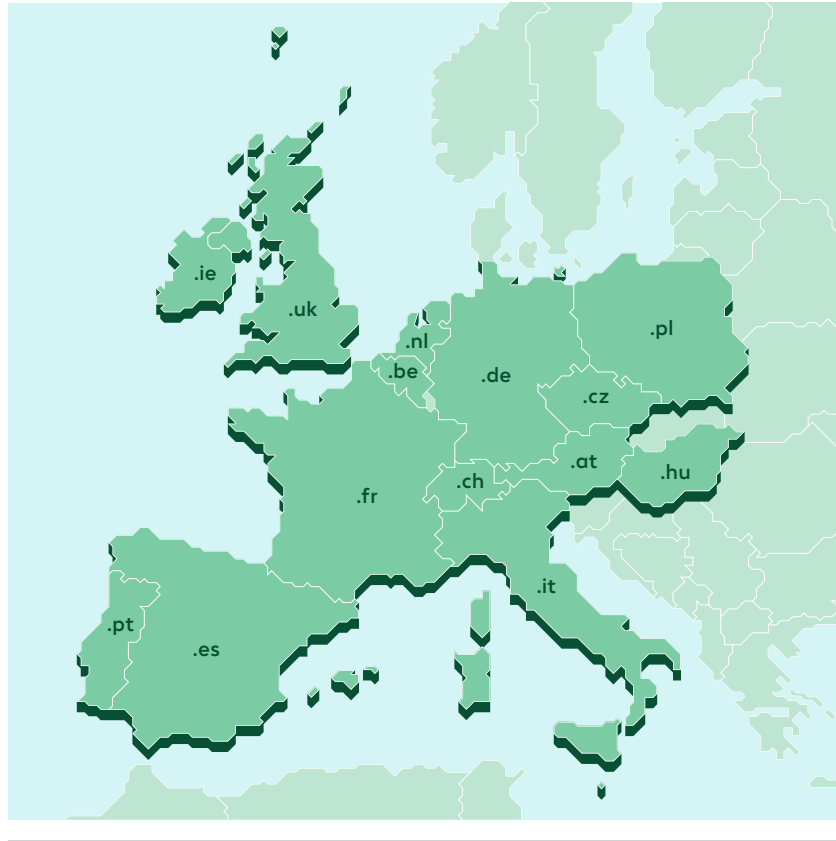 .ie
.uk
.nl
.pl
.be
.de
.cz
.at
.hu
.ch
.fr
.it
.pt
.es